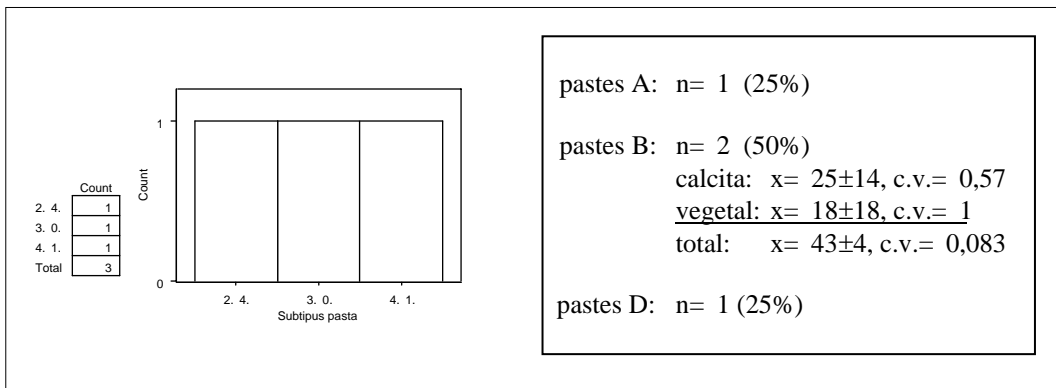 Count
2. 4. 1
3. 0. 1
4. 1. 1
Total 3
Count
1
0
2. 4. 3. 0. 4. 1.
Subtipus pasta
pastes A: n= 1 (25%)
pastes B: n= 2 (50%)
calcita: x= 25±14, c.v.= 0,57
vegetal: x= 18±18, c.v.= 1
total: x= 43±4, c.v.= 0,083
pastes D: n= 1 (25%)